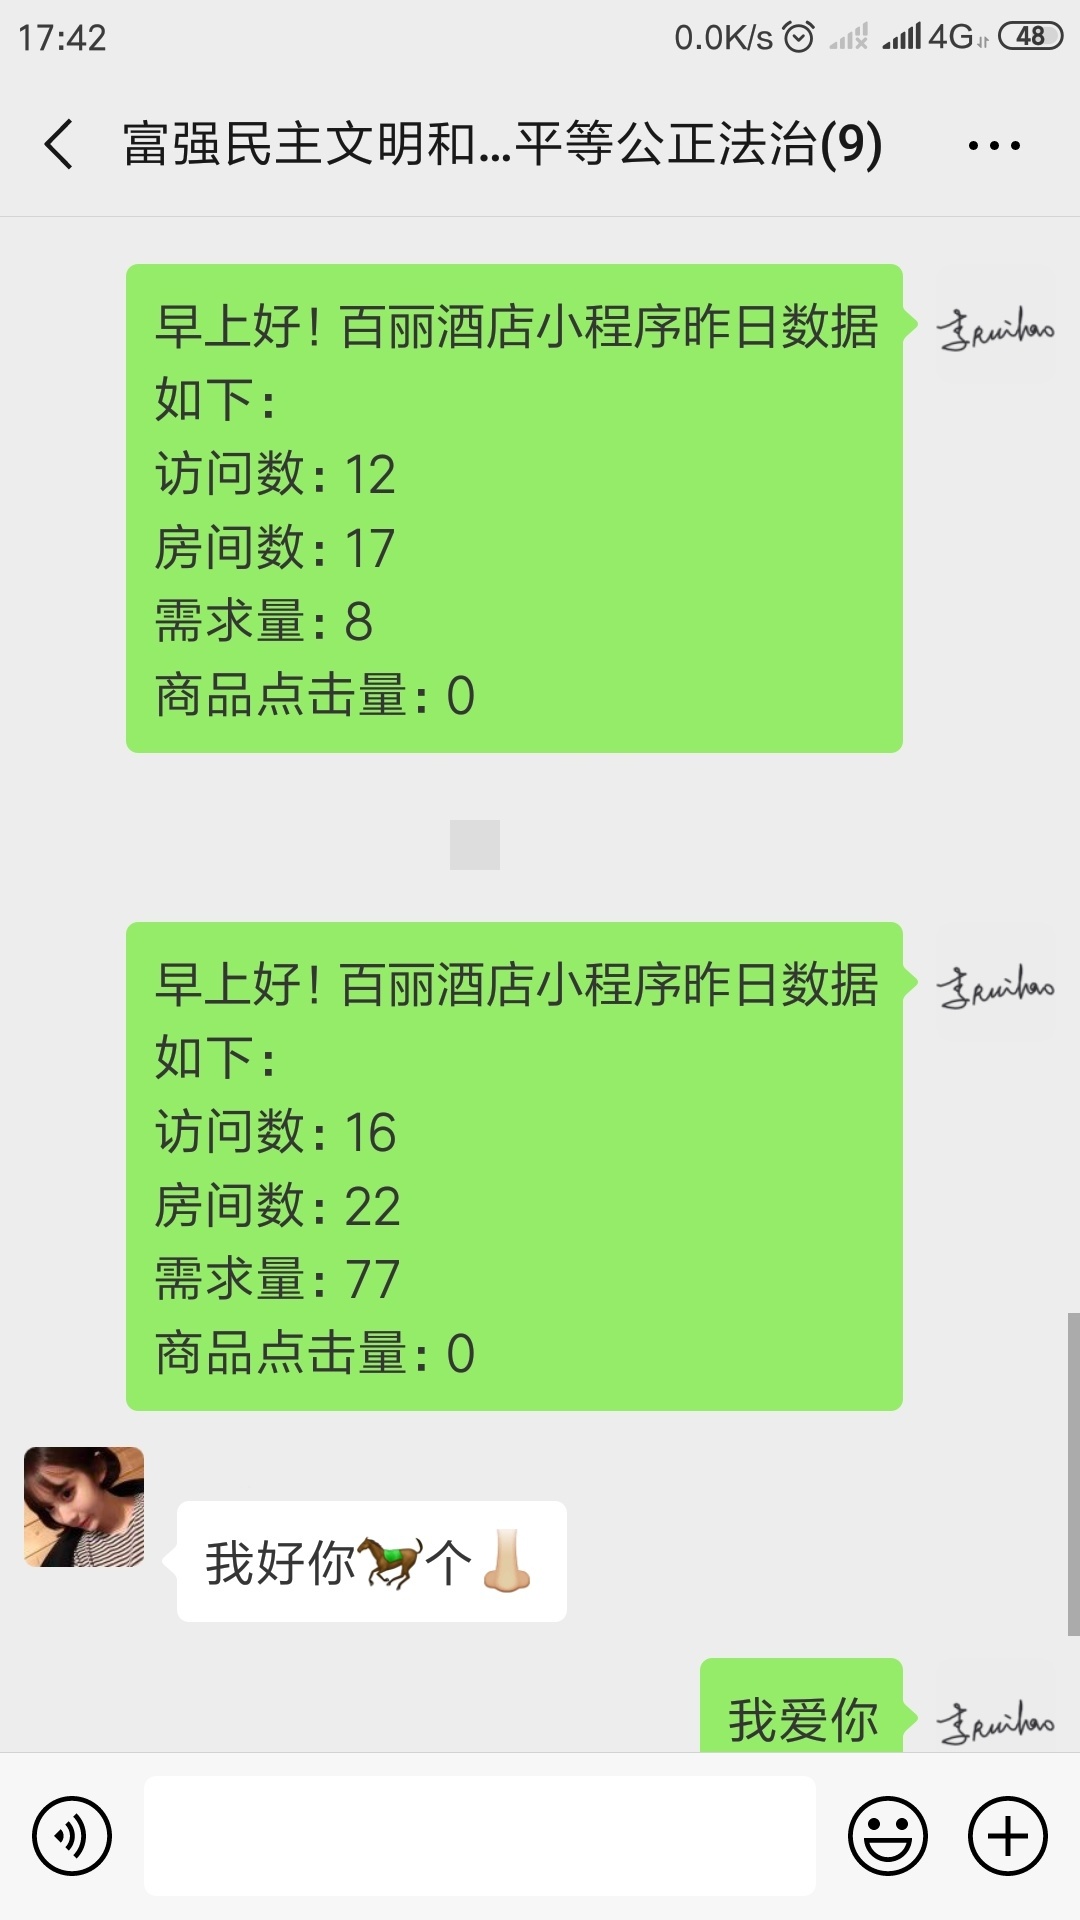 17:42 0.0K/s 4G 48
富强民主文明和...平等公正法治(9)
早上好！百丽酒店小程序昨日数据
如下：
访问数：12
房间数：17
需求量：8
商品点击量：0
李Ruihao
早上好！百丽酒店小程序昨日数据
如下：
访问数：16
房间数：22
需求量：77
商品点击量：0
李Ruihao
我好你🐎个👃
我爱你
李Ruihao